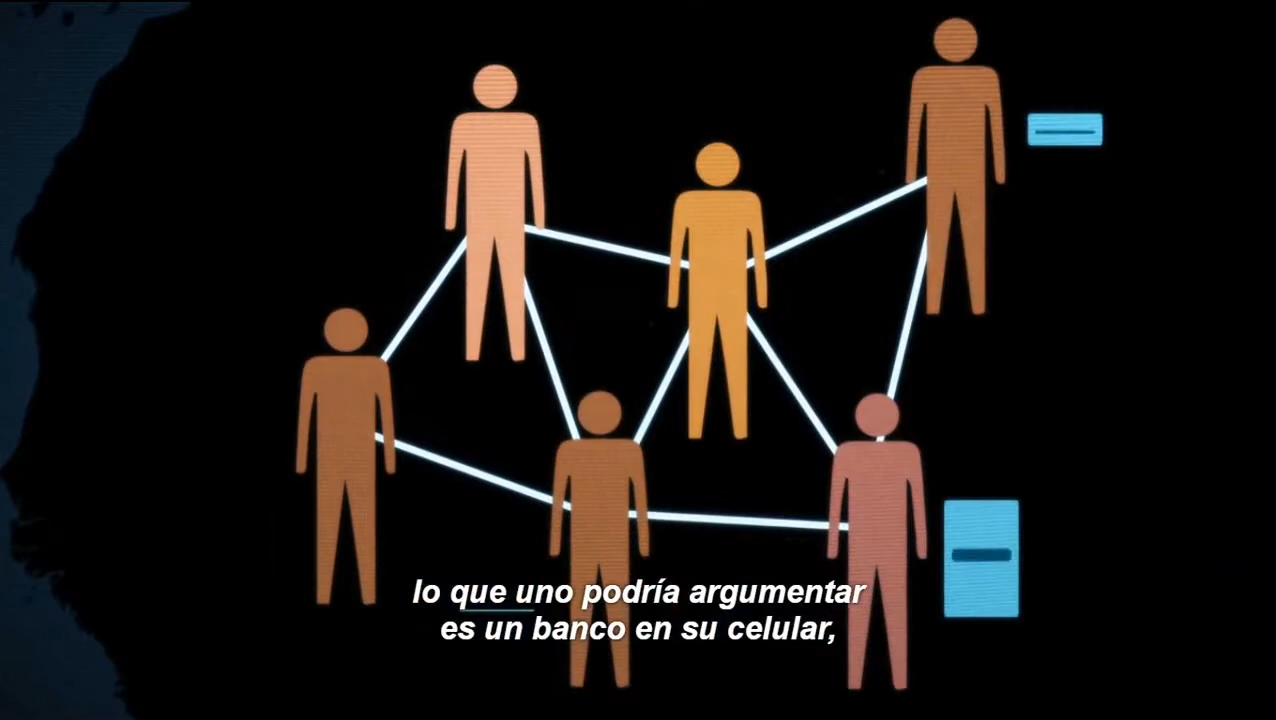 lo que uno podría argumentar
es un banco en su celular,